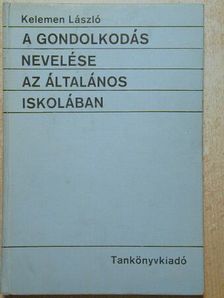 Kelemen László
A GONDOLKODÁS
NEVELÉSE
AZ ÁLTALÁNOS
ISKOLÁBAN
Tankönyvkiadó